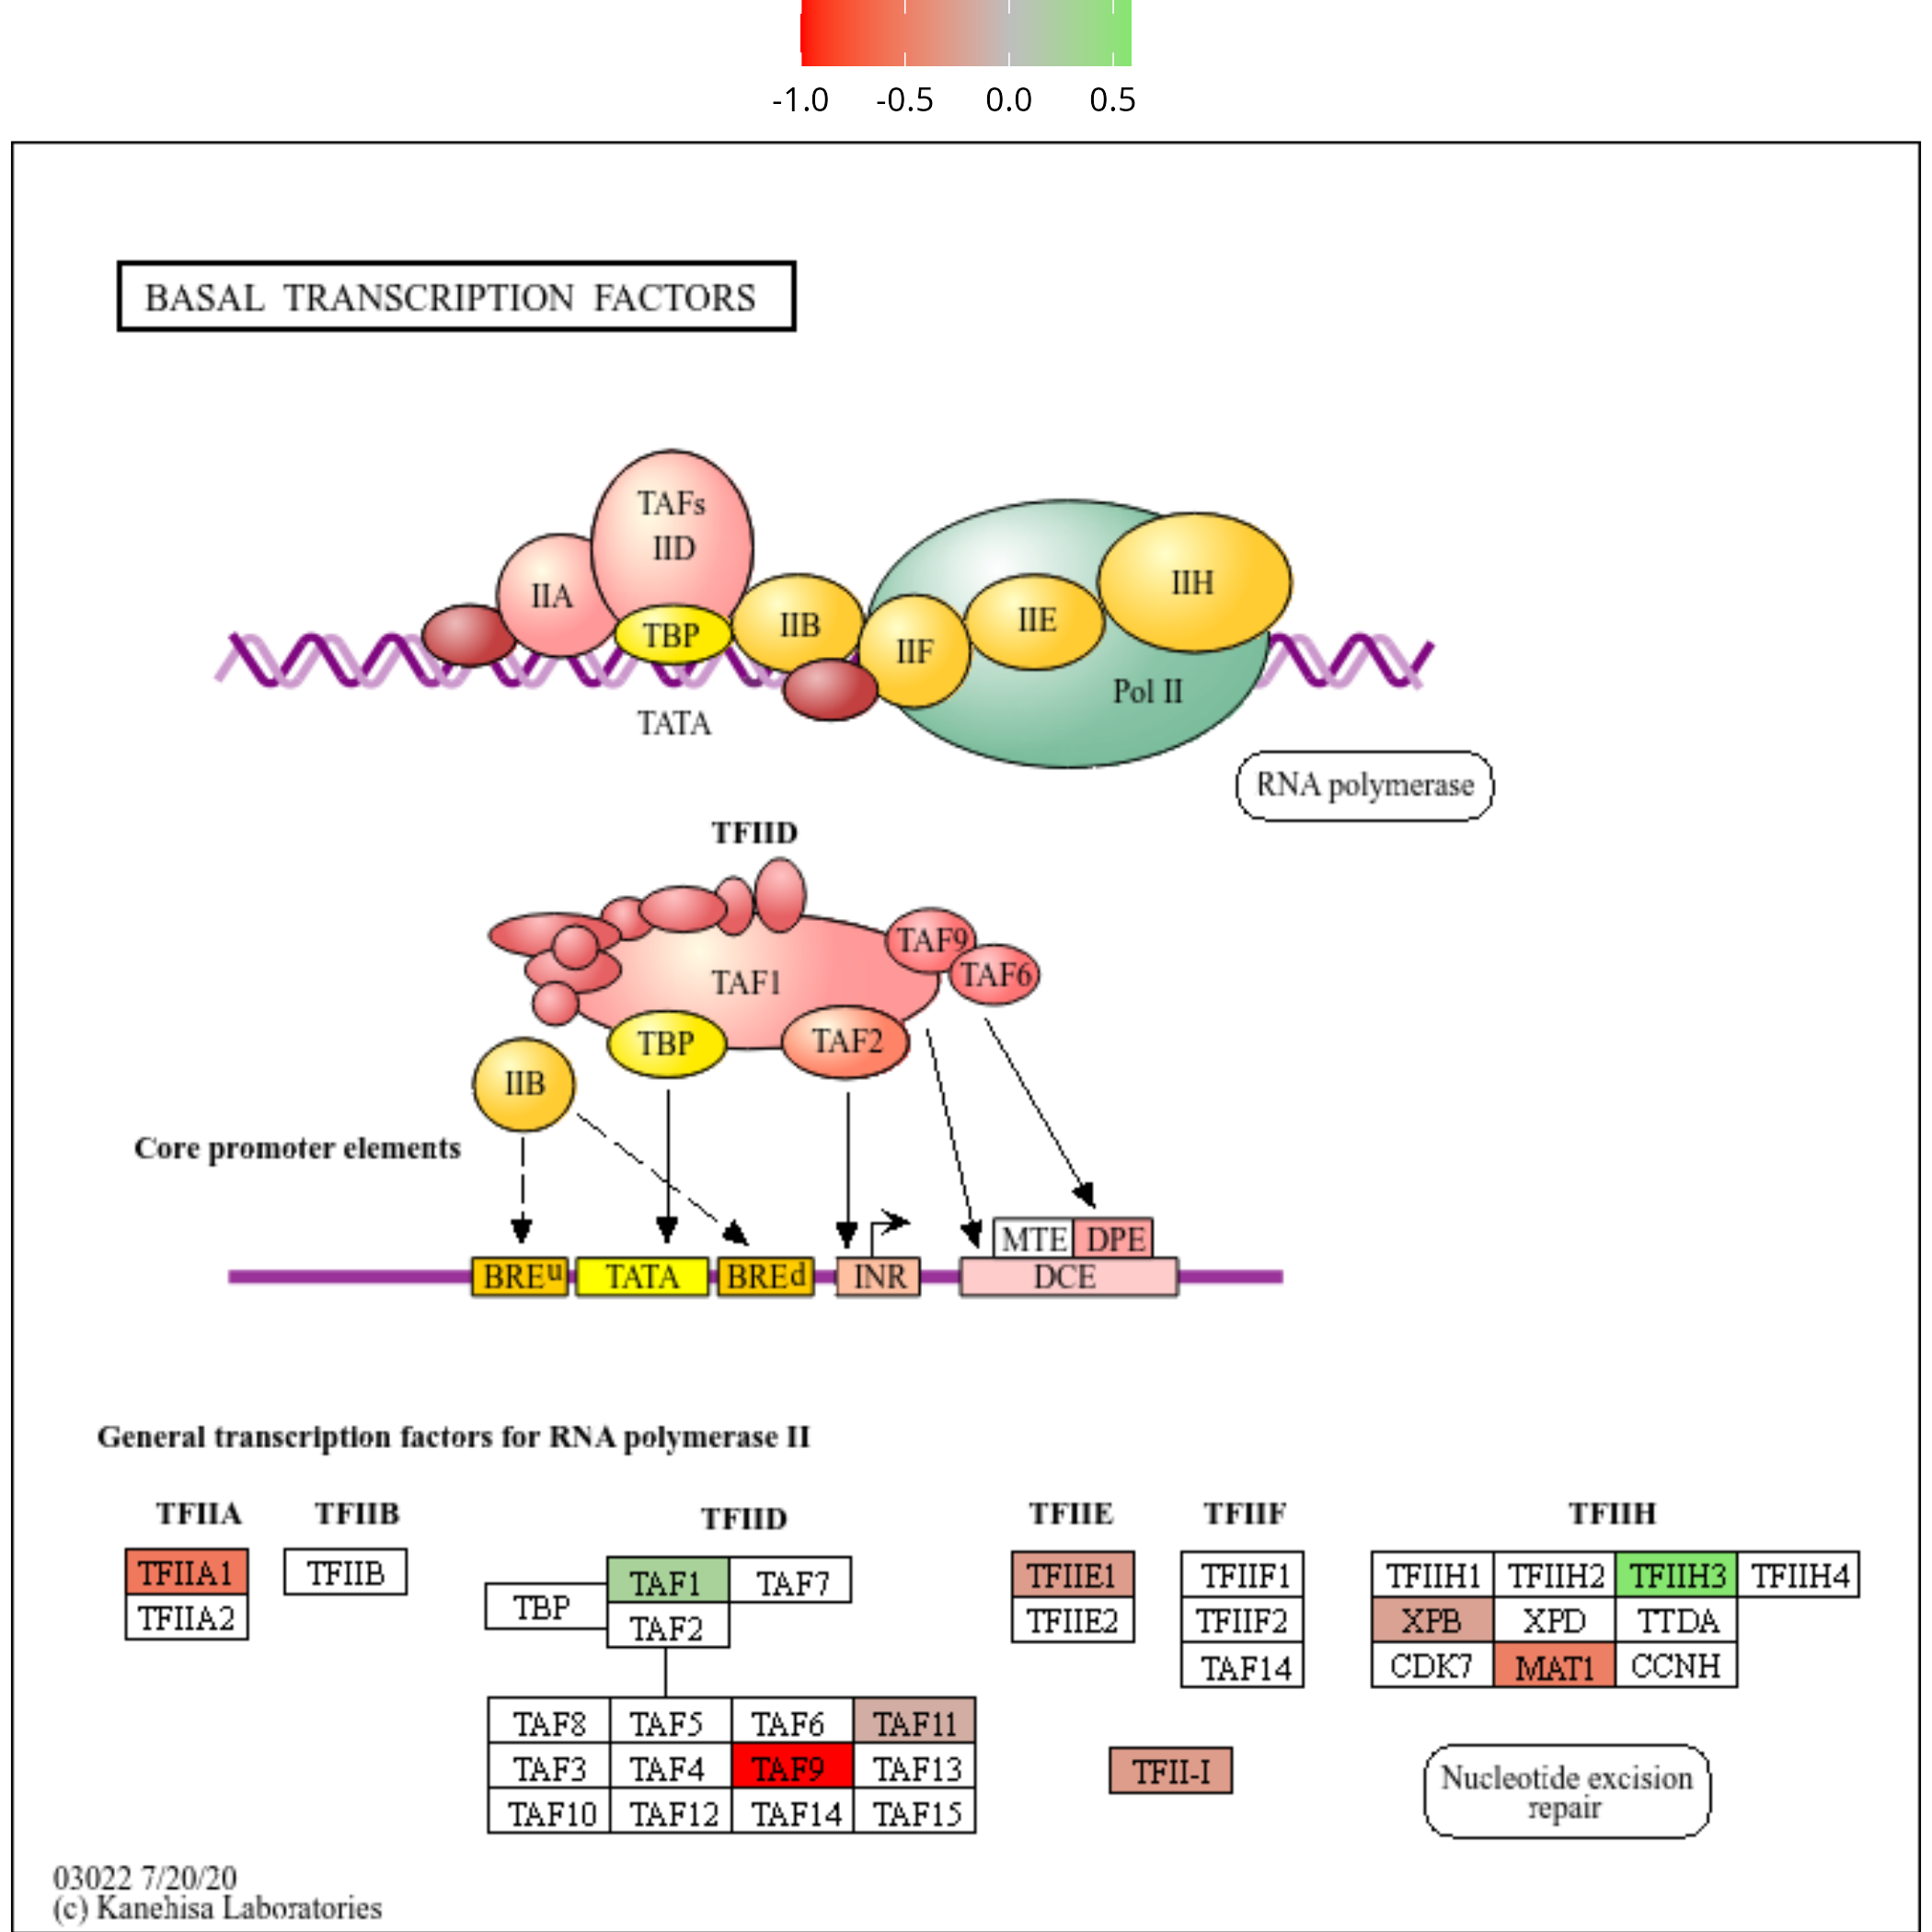 -1.0 -0.5 0.0 0.5
BASAL TRANSCRIPTION FACTORS
TAFs
IID
IIA
IIH
TBP
IIB
IIE
IIF
Pol II
TATA
RNA polymerase
TFIID
TAF9
TAF6
TAF1
TBP
TAF2
IIB
Core promoter elements
MTE DPE
BREu TATA BREd INR DCE
General transcription factors for RNA polymerase II
TFIIA TFIIB TFIID TFIIE TFIIF TFIIH
TFIIA1 TFIIB TAF1 TAF7 TFIIE1 TFIIF1 TFIIH1 TFIIH2 TFIIH3 TFIIH4
TBP
TFIIA2 TAF2 TFIIE2 TFIIF2 XPB XPD TTDA
TAF14 CDK7 MAT1 CCNH
TAF8 TAF5 TAF6 TAF11
TAF3 TAF4 TAF9 TAF13
TFII-I
TAF10 TAF12 TAF14 TAF15
Nucleotide excision
repair
03022 7/20/20
(c) Kanehisa Laboratories